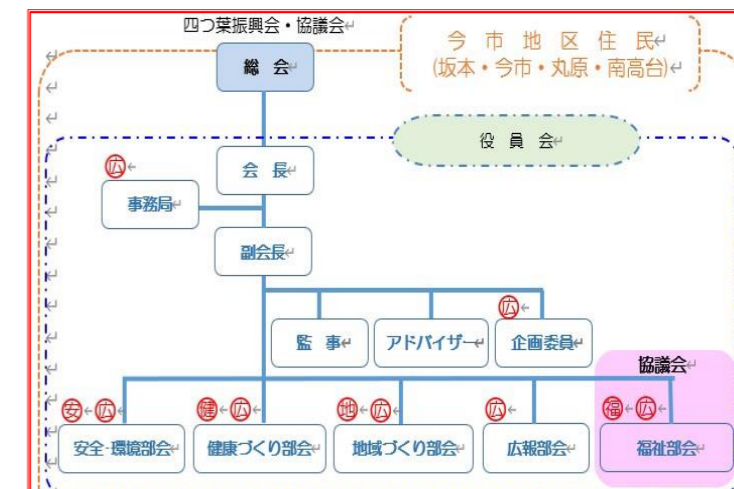 四つ葉振興会・協議会
今 市 地 区 住 民
(坂本・今市・丸原・南高台)
総 会
役 員 会
会 長
広
事務局
副会長
広
監 事
アドバイザー
企画委員
協議会
安 広
健 広
地 広
広
福 広
安全・環境部会
健康づくり部会
地域づくり部会
広報部会
福祉部会